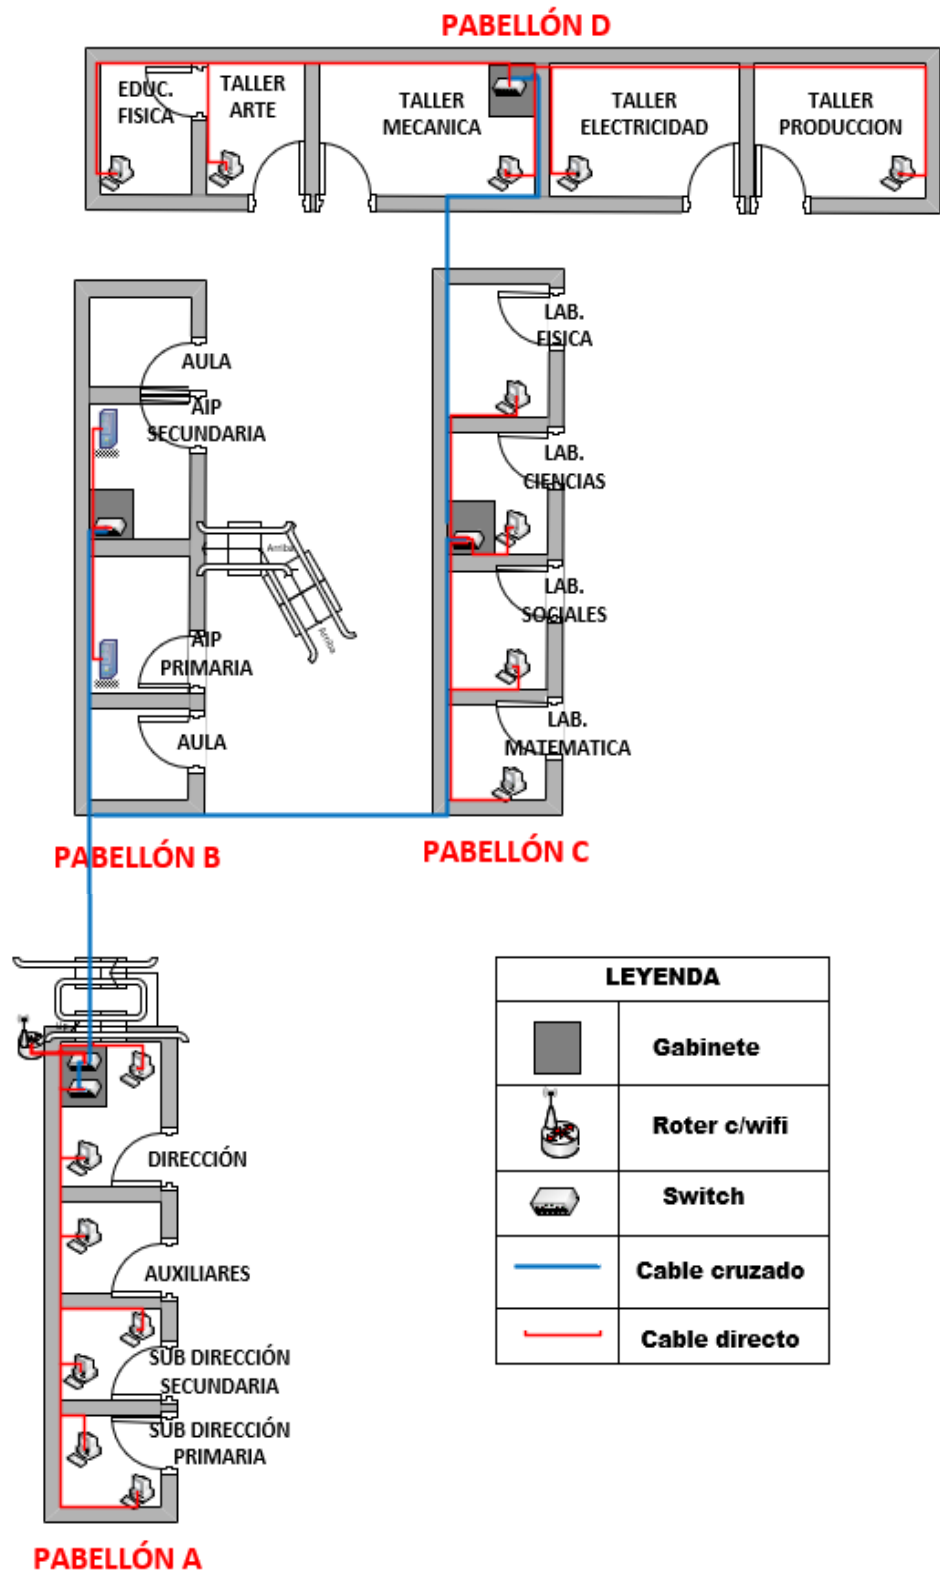 PABELLÓN D
EDUC.
FISICA
TALLER
ARTE
TALLER
MECANICA
TALLER
ELECTRICIDAD
TALLER
PRODUCCION
AULA
AIP
SECUNDARIA
Arriba
Arriba
AIP
PRIMARIA
AULA
LAB.
FISICA
LAB.
CIENCIAS
LAB.
SOCIALES
LAB.
MATEMATICA
PABELLÓN B
PABELLÓN C
DIRECCIÓN
AUXILIARES
SUB DIRECCIÓN
SECUNDARIA
SUB DIRECCIÓN
PRIMARIA
PABELLÓN A
LEYENDA
Gabinete
Roter c/wifi
Switch
Cable cruzado
Cable directo